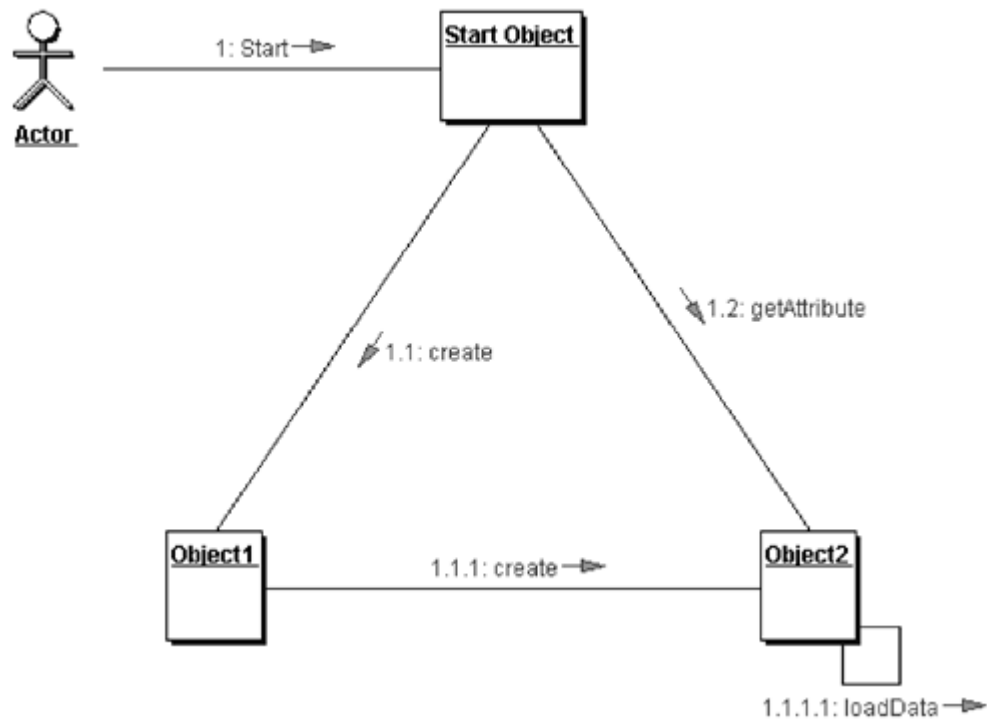 Start Object
1: Start
Actor
1.2: getAttribute
1.1: create
Object1
1.1.1: create
Object2
1.1.1.1: loadData